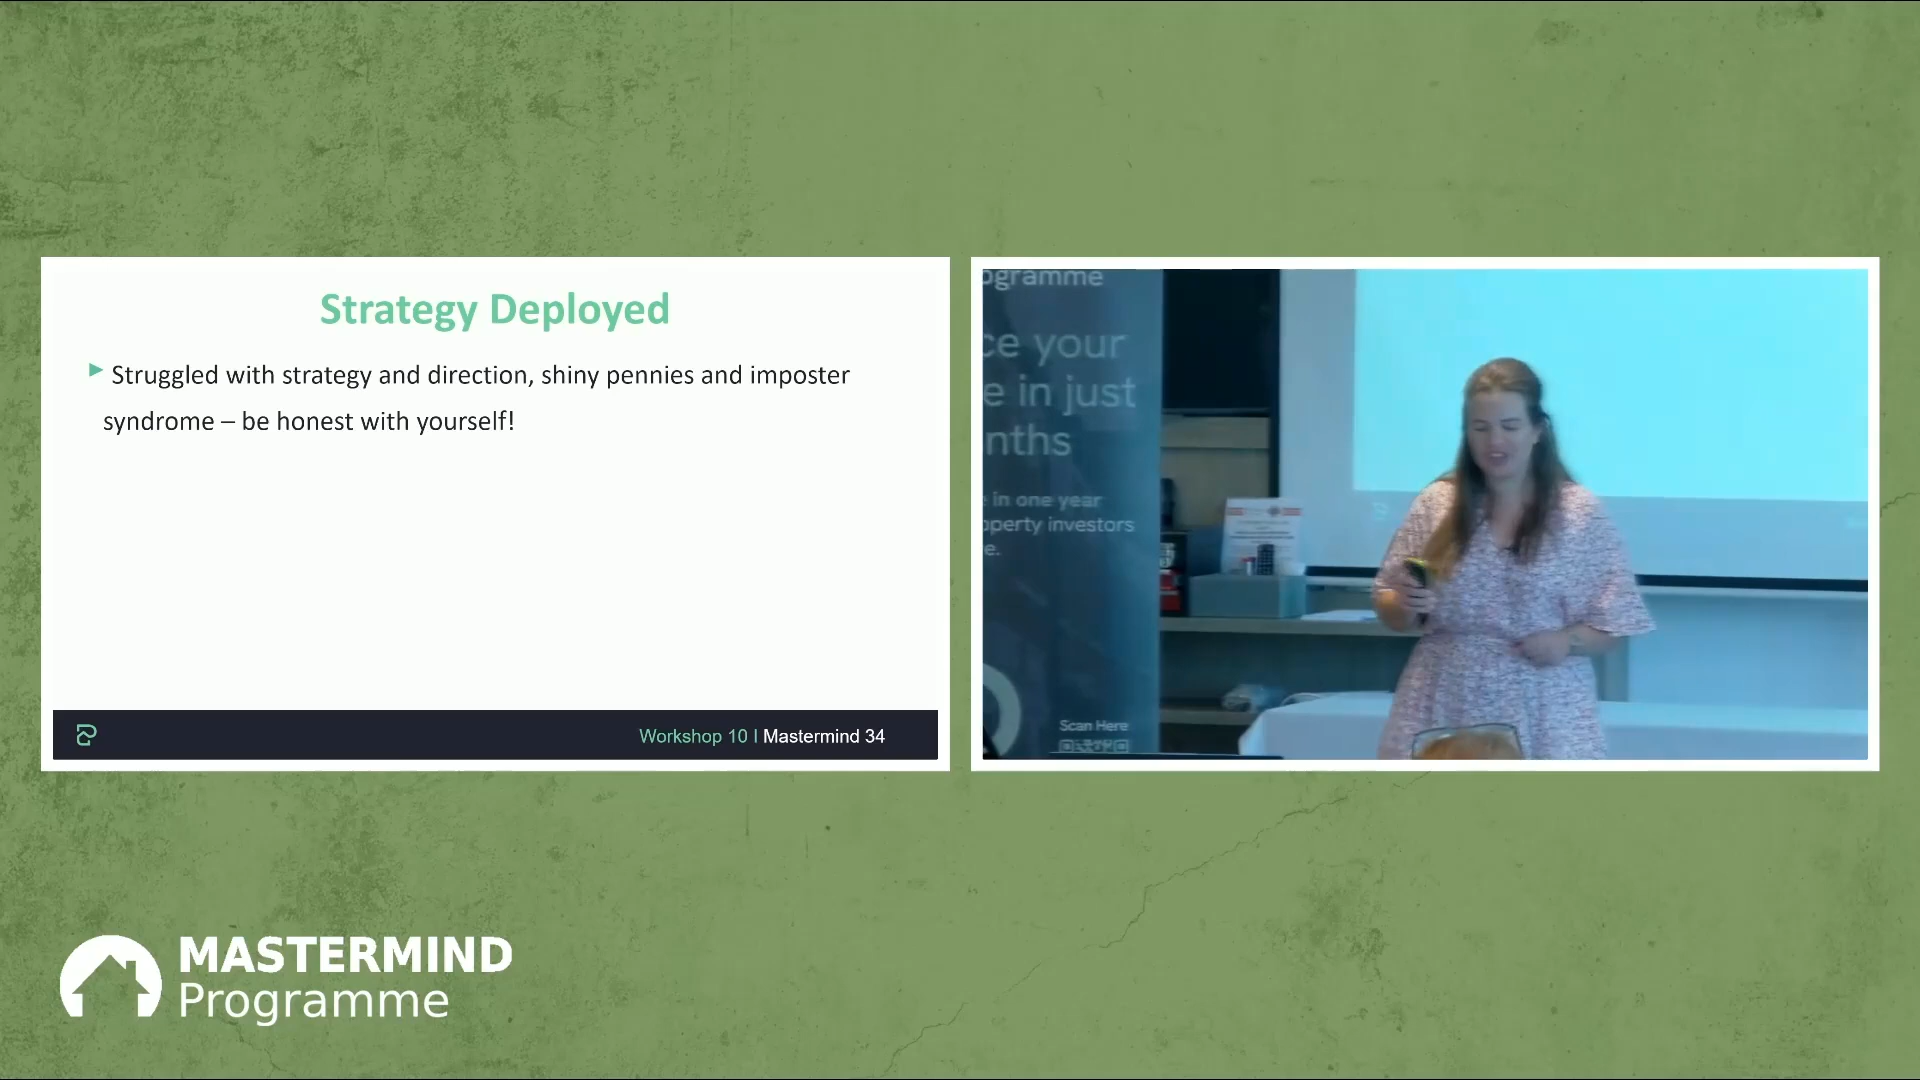 Strategy Deployed
Struggled with strategy and direction, shiny pennies and imposter
syndrome – be honest with yourself!
Workshop 10 | Mastermind 34
ogramme
ce your
e in just
nths
in one year
operty investors
e.
Scan Here
MASTERMIND
Programme